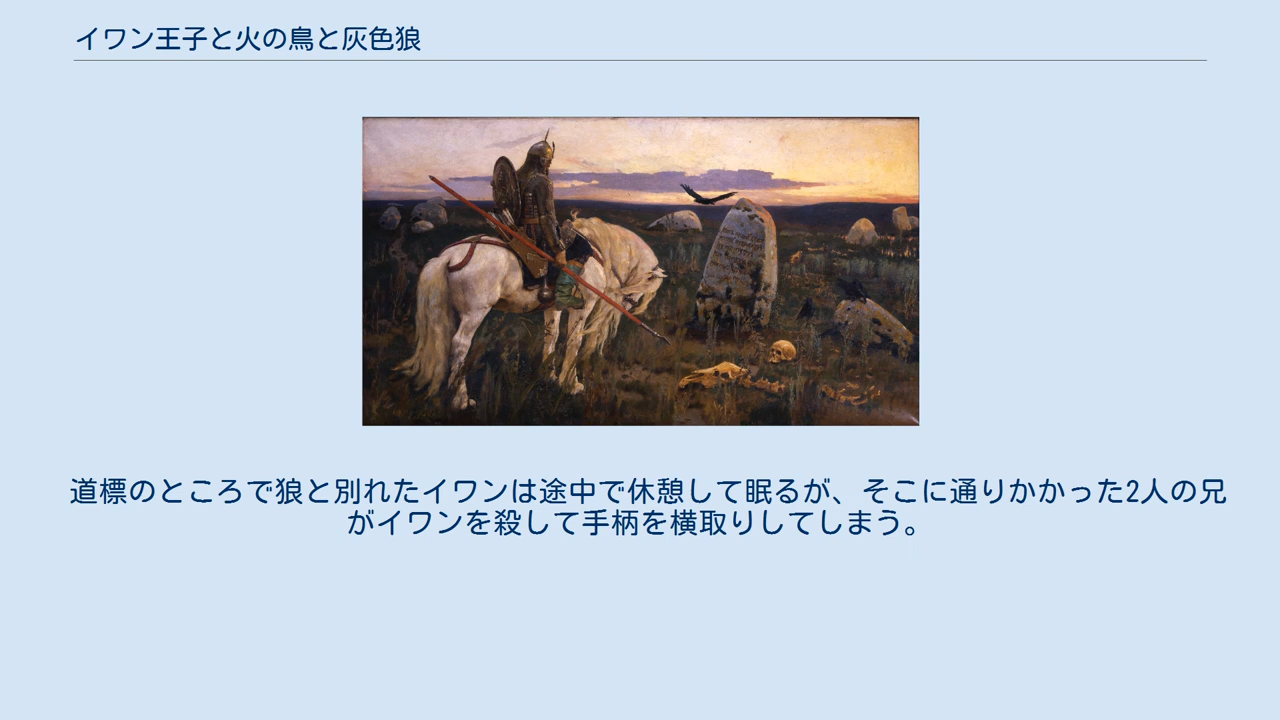 イワン王子と火の鳥と灰色狼
道標のところで狼と別れたイワンは途中で休憩して眠るが、そこに通りかかった2人の兄
がイワンを殺して手柄を横取りしてしまう。